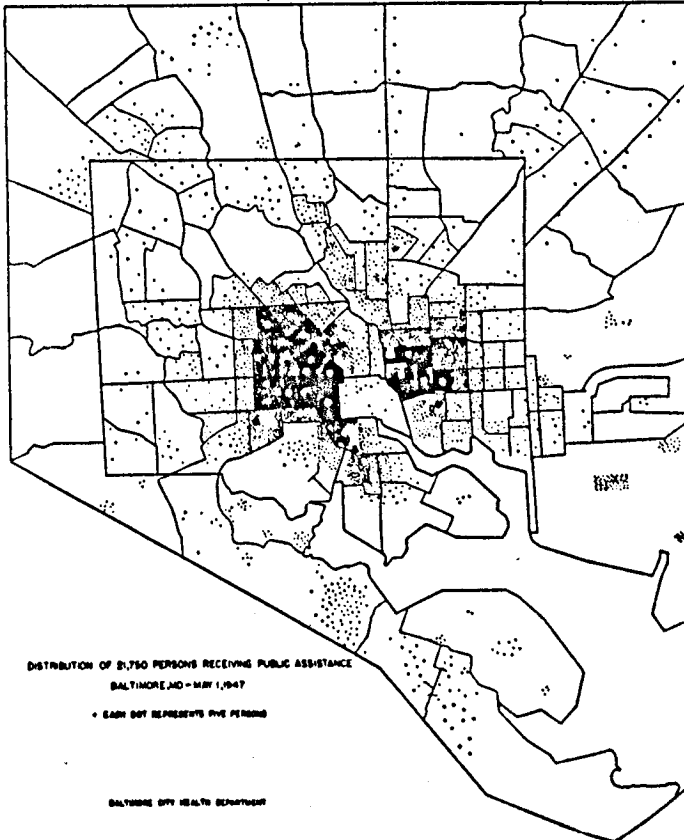 DISTRIBUTION OF 21,750 PERSONS RECEIVING PUBLIC ASSISTANCE
BALTIMORE, MD - MAY 1, 1947
• EACH DOT REPRESENTS FIVE PERSONS
BALTIMORE CITY HEALTH DEPARTMENT